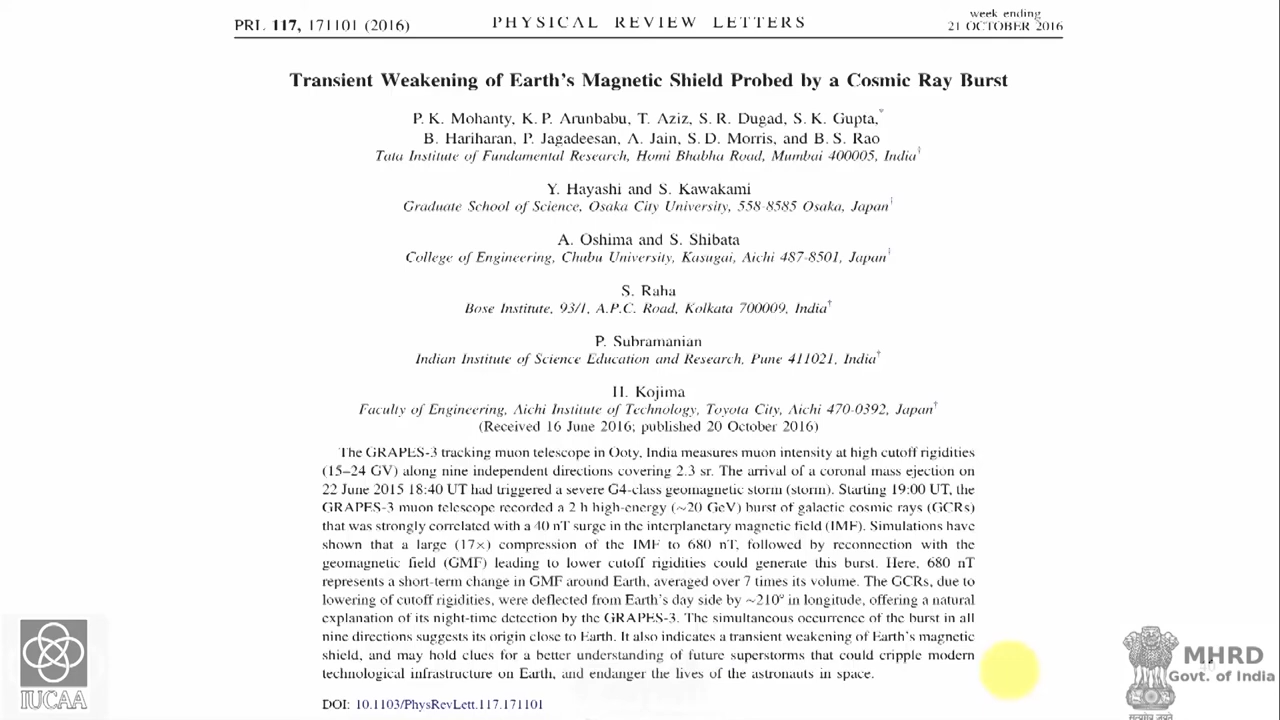 PRL 117, 171101 (2016)
PHYSICAL REVIEW LETTERS
week ending
21 OCTOBER 2016
Transient Weakening of Earth's Magnetic Shield Probed by a Cosmic Ray Burst
P. K. Mohanty, K. P. Arunbabu, T. Aziz, S. R. Dugad, S. K. Gupta,*
B. Hariharan, P. Jagadeesan, A. Jain, S. D. Morris, and B. S. Rao
Tata Institute of Fundamental Research, Homi Bhabha Road, Mumbai 400005, India†
Y. Hayashi and S. Kawakami
Graduate School of Science, Osaka City University, 558-8585 Osaka, Japan†
A. Oshima and S. Shibata
College of Engineering, Chubu University, Kasugai, Aichi 487-8501, Japan†
S. Raha
Bose Institute, 93/1, A.P.C. Road, Kolkata 700009, India†
P. Subramanian
Indian Institute of Science Education and Research, Pune 411021, India†
H. Kojima
Faculty of Engineering, Aichi Institute of Technology, Toyota City, Aichi 470-0392, Japan†
(Received 16 June 2016; published 20 October 2016)
The GRAPES-3 tracking muon telescope in Ooty, India measures muon intensity at high cutoff rigidities
(15–24 GV) along nine independent directions covering 2.3 sr. The arrival of a coronal mass ejection on
22 June 2015 18:40 UT had triggered a severe G4-class geomagnetic storm (storm). Starting 19:00 UT, the
GRAPES-3 muon telescope recorded a 2 h high-energy (∼20 GeV) burst of galactic cosmic rays (GCRs)
that was strongly correlated with a 40 nT surge in the interplanetary magnetic field (IMF). Simulations have
shown that a large (17×) compression of the IMF to 680 nT, followed by reconnection with the
geomagnetic field (GMF) leading to lower cutoff rigidities could generate this burst. Here, 680 nT
represents a short-term change in GMF around Earth, averaged over 7 times its volume. The GCRs, due to
lowering of cutoff rigidities, were deflected from Earth's day side by ∼210° in longitude, offering a natural
explanation of its night-time detection by the GRAPES-3. The simultaneous occurrence of the burst in all
nine directions suggests its origin close to Earth. It also indicates a transient weakening of Earth's magnetic
shield, and may hold clues for a better understanding of future superstorms that could cripple modern
technological infrastructure on Earth, and endanger the lives of the astronauts in space.
DOI: 10.1103/PhysRevLett.117.171101
IUCAA
MHRD
Govt. of India